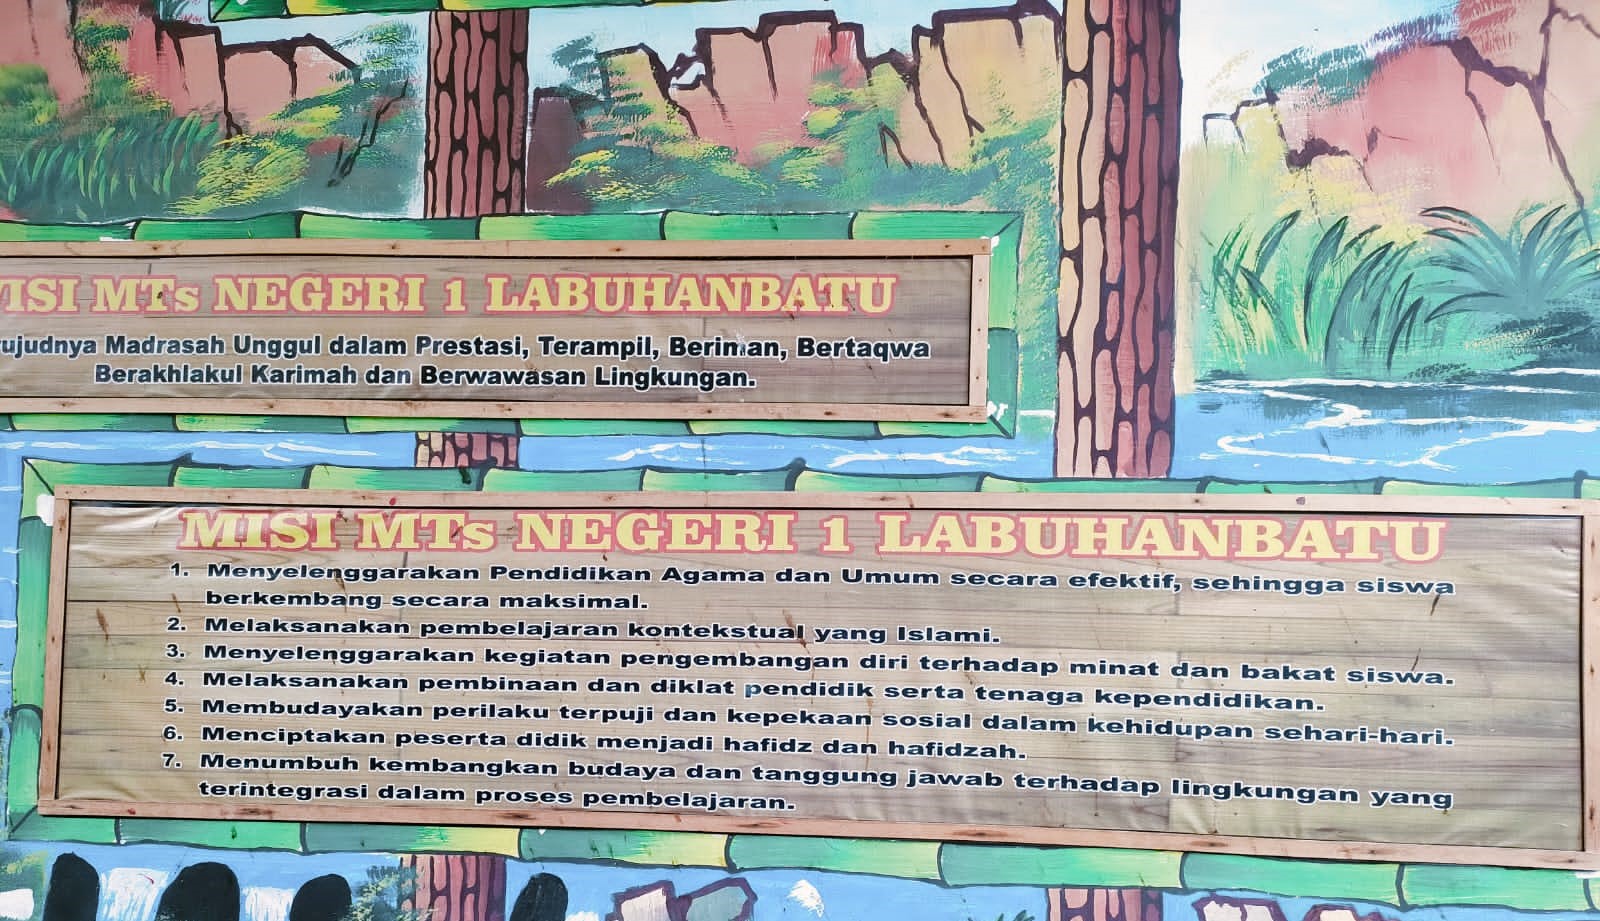 VISI MTs NEGERI 1 LABUHANBATU
Madrasah Unggul dalam Prestasi, Terampil, Beriman, Bertaqwa
Berakhlakul Karimah dan Berwawasan Lingkungan.
MISI MTs NEGERI 1 LABUHANBATU
1. Menyelenggarakan Pendidikan Agama dan Umum secara efektif, sehingga siswa
berkembang secara maksimal.
2. Melaksanakan pembelajaran kontekstual yang Islami.
3. Menyelenggarakan kegiatan pengembangan diri terhadap minat dan bakat siswa.
4. Melaksanakan pembinaan dan diklat pendidik serta tenaga kependidikan.
5. Membudayakan perilaku terpuji dan kepekaan sosial dalam kehidupan sehari-hari.
6. Menciptakan peserta didik menjadi hafidz dan hafidzah.
7. Menumbuh kembangkan budaya dan tanggung jawab terhadap lingkungan yang
terintegrasi dalam proses pembelajaran.